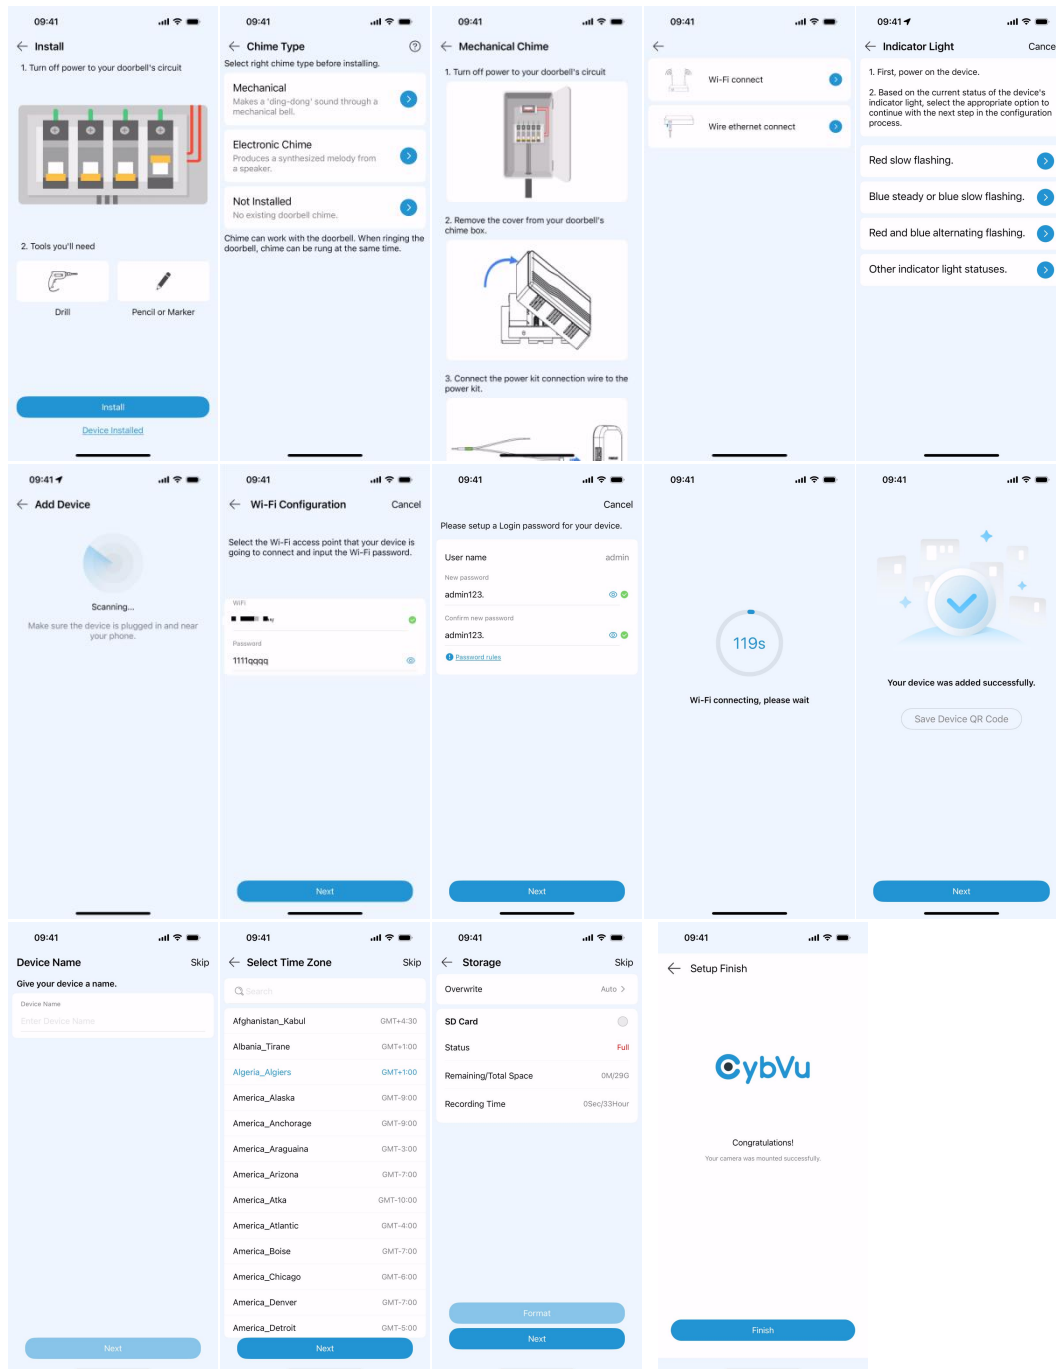 09:41
Install
1. Turn off power to your doorbell's circuit
2. Tools you'll need
Drill
Pencil or Marker
Install
Device Installed
09:41
Chime Type
?
Select right chime type before installing.
Mechanical
Makes a 'ding-dong' sound through a
mechanical bell.
Electronic Chime
Produces a synthesized melody from
a speaker.
Not Installed
No existing doorbell chime.
Chime can work with the doorbell. When ringing the
doorbell, chime can be rung at the same time.
09:41
Mechanical Chime
1. Turn off power to your doorbell's circuit
2. Remove the cover from your doorbell's
chime box.
3. Connect the power kit connection wire to the
power kit.
09:41
Wi-Fi connect
Wire ethernet connect
09:41
Indicator Light
Cance
1. First, power on the device.
2. Based on the current status of the device's
indicator light, select the appropriate option to
continue with the next step in the configuration
process.
Red slow flashing.
Blue steady or blue slow flashing.
Red and blue alternating flashing.
Other indicator light statuses.
09:41
Add Device
Scanning...
Make sure the device is plugged in and near
your phone.
09:41
Wi-Fi Configuration
Cancel
Select the Wi-Fi access point that your device is
going to connect and input the Wi-Fi password.
WiFi
Password
1111qqqq
Next
09:41
Cancel
Please setup a Login password for your device.
User name
admin
New password
admin123.
Confirm new password
admin123.
Password rules
Next
09:41
119s
Wi-Fi connecting, please wait
09:41
Your device was added successfully.
Save Device QR Code
Next
09:41
Device Name
Skip
Give your device a name.
Device Name
Enter Device Name
Next
09:41
Select Time Zone
Skip
Search
Afghanistan_Kabul GMT+4:30
Albania_Tirane GMT+1:00
Algeria_Algiers GMT+1:00
America_Alaska GMT-9:00
America_Anchorage GMT-9:00
America_Araguaina GMT-3:00
America_Arizona GMT-7:00
America_Atka GMT-10:00
America_Atlantic GMT-4:00
America_Boise GMT-7:00
America_Chicago GMT-6:00
America_Denver GMT-7:00
America_Detroit GMT-5:00
Next
09:41
Storage
Skip
Overwrite Auto
SD Card
Status Full
Remaining/Total Space 0M/29G
Recording Time 0Sec/33Hour
Format
Next
09:41
Setup Finish
CybVu
Congratulations!
Your camera was mounted successfully.
Finish